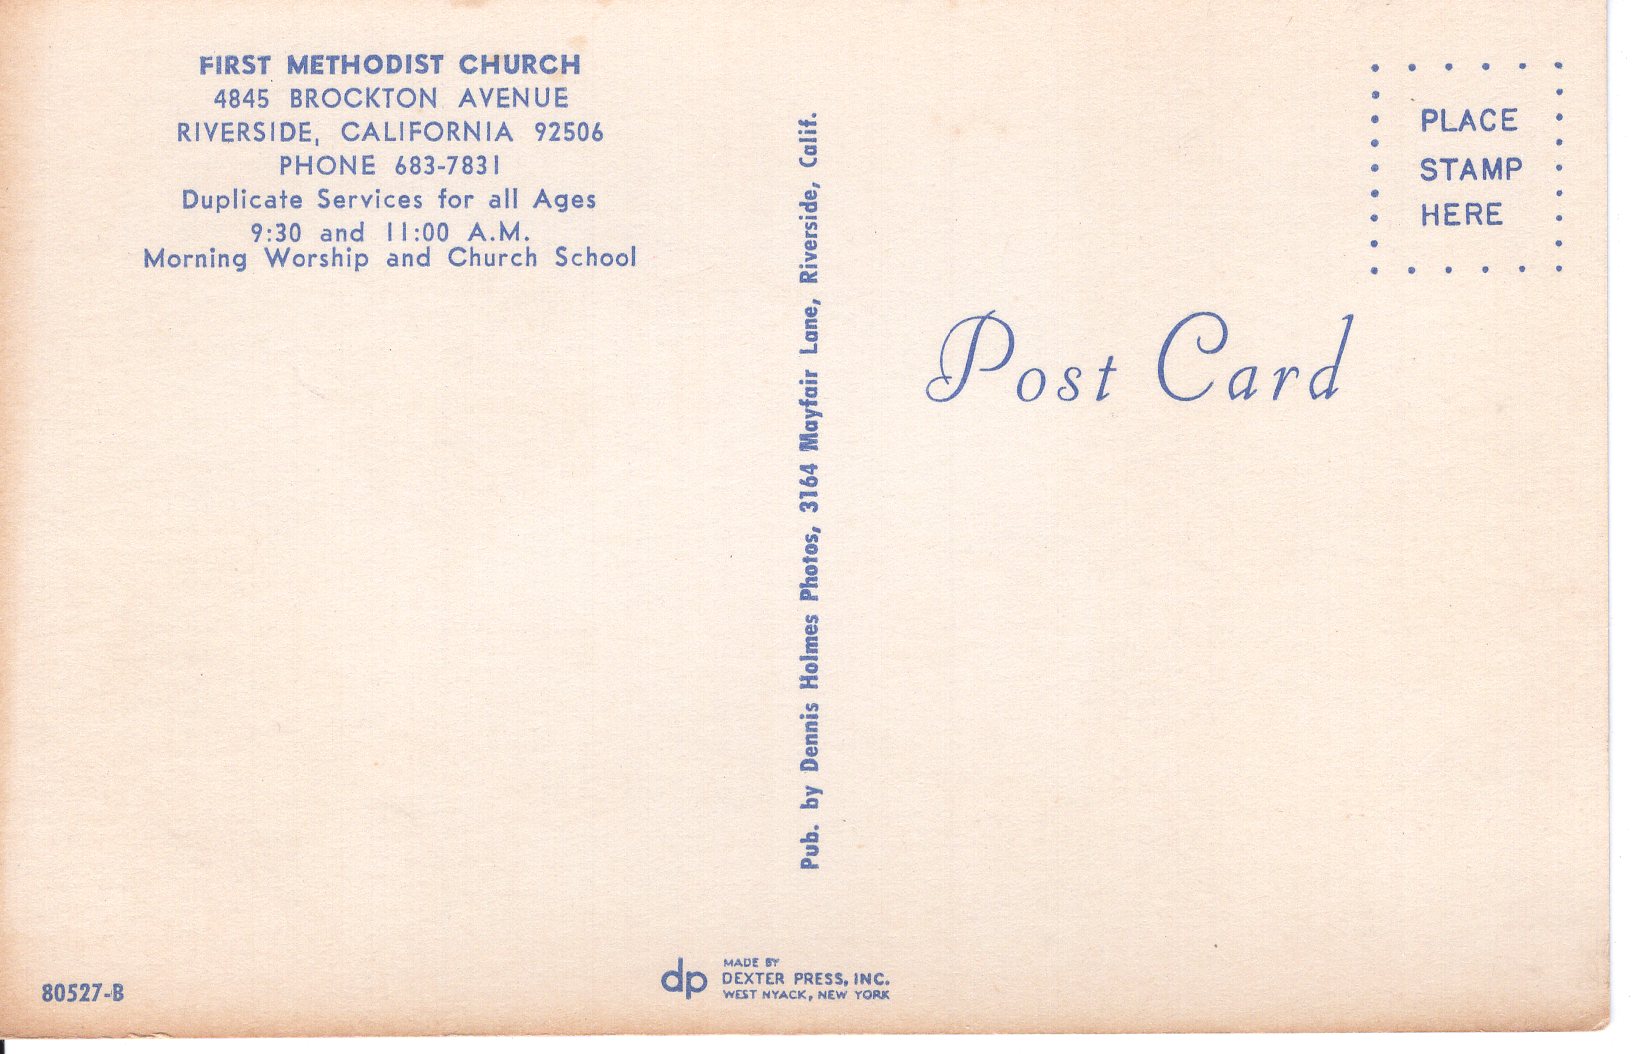 FIRST METHODIST CHURCH
4845 BROCKTON AVENUE
RIVERSIDE, CALIFORNIA 92506
PHONE 683-7831
Duplicate Services for all Ages
9:30 and 11:00 A.M.
Morning Worship and Church School
80527-B
Pub. by Dennis Holmes Photos, 3164 Mayfair Lane, Riverside, Calif.
dp
MADE BY
DEXTER PRESS, INC.
WEST NYACK, NEW YORK
PLACE
STAMP
HERE
Post Card